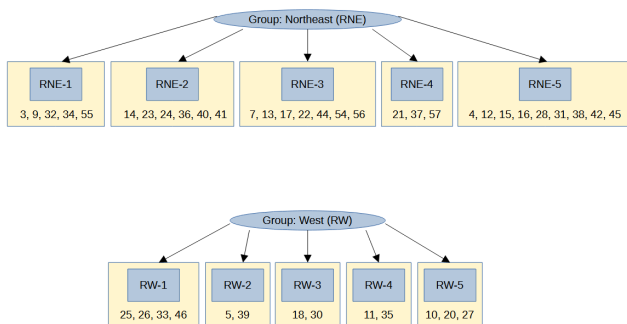 Group: Northeast (RNE)
RNE-1 RNE-2 RNE-3 RNE-4 RNE-5
3, 9, 32, 34, 55 14, 23, 24, 36, 40, 41 7, 13, 17, 22, 44, 54, 56 21, 37, 57 4, 12, 15, 16, 28, 31, 38, 42, 45
Group: West (RW)
RW-1 RW-2 RW-3 RW-4 RW-5
25, 26, 33, 46 5, 39 18, 30 11, 35 10, 20, 27